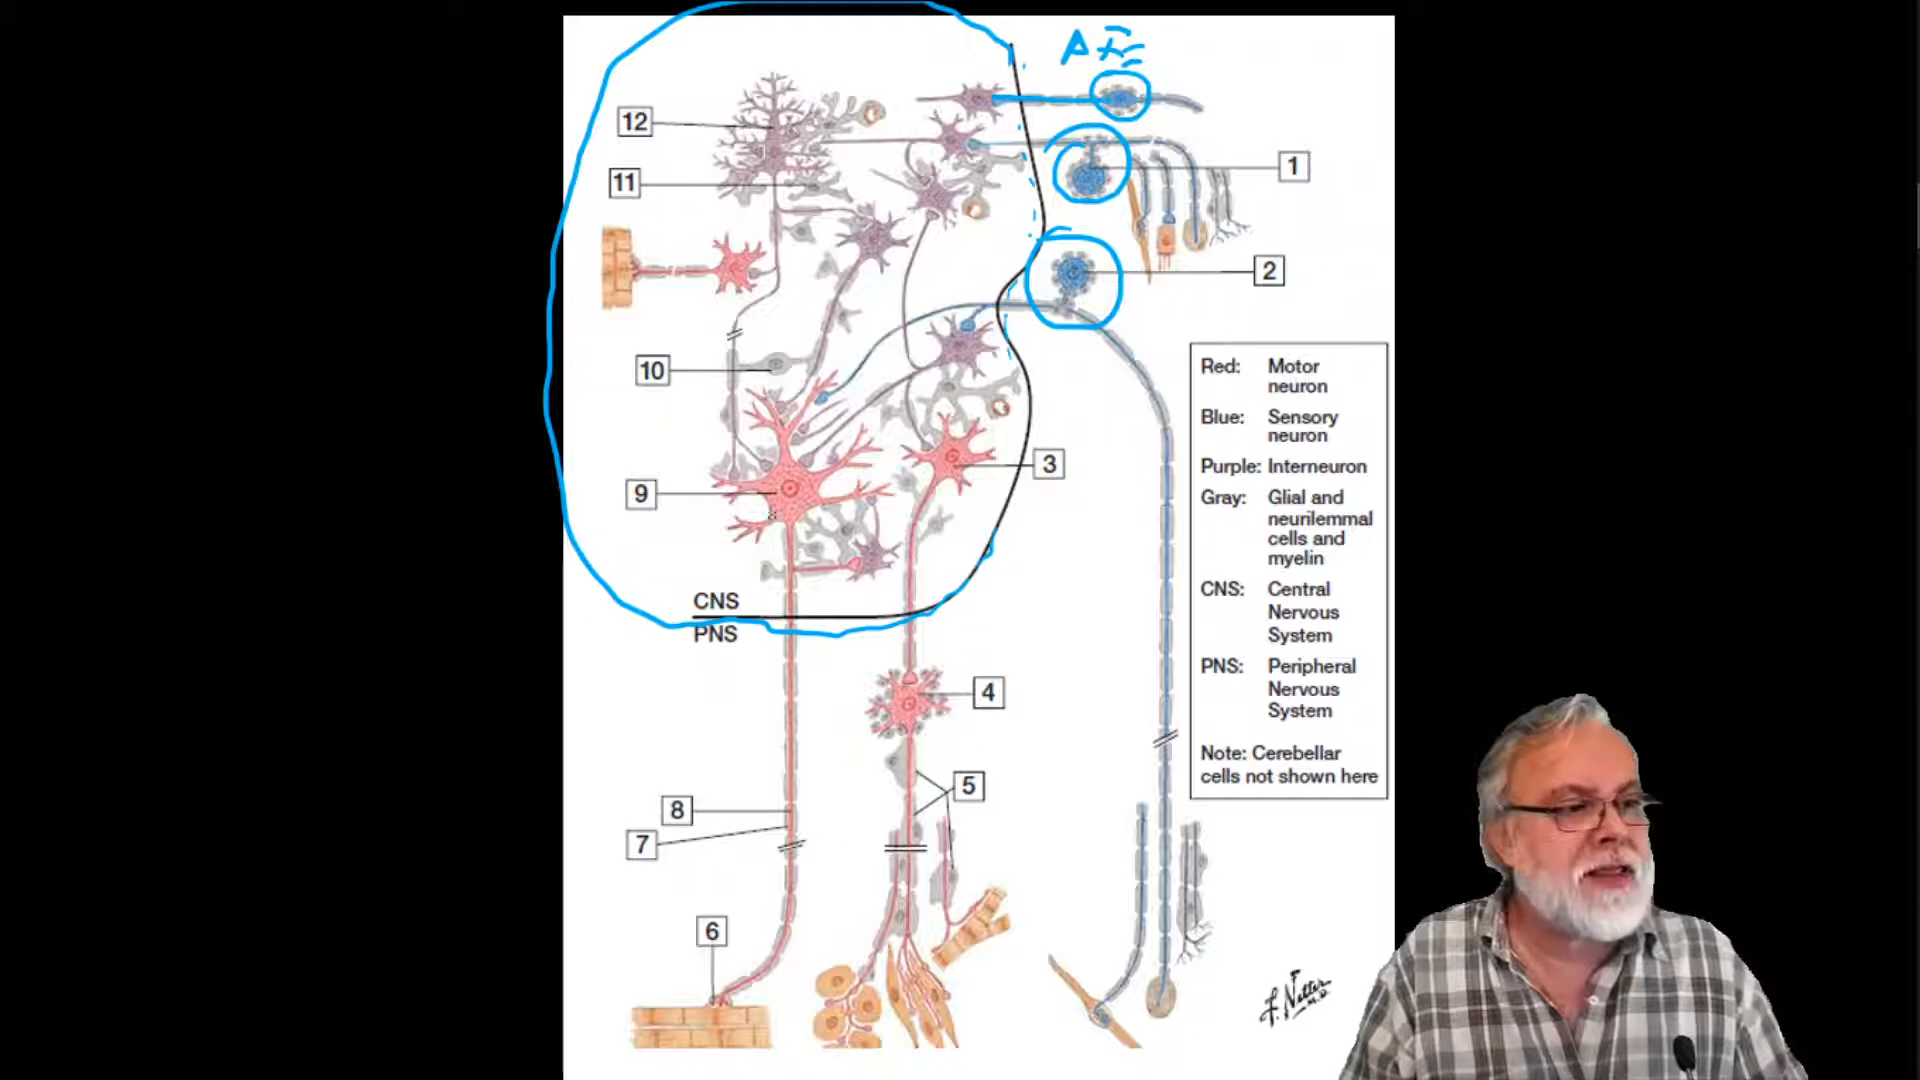 12
11
10
9
CNS
PNS
8
7
6
1
2
3
4
5
Red: Motor
neuron
Blue: Sensory
neuron
Purple: Interneuron
Gray: Glial and
neurilemmal
cells and
myelin
CNS: Central
Nervous
System
PNS: Peripheral
Nervous
System
Note: Cerebellar
cells not shown here
F. Netter
M.D.